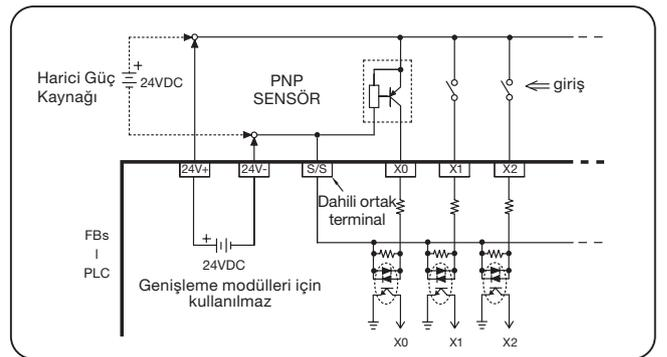 Harici Güç
Kaynağı
+
24VDC
PNP
SENSÖR
giriş
24V+
24V-
S/S
X0
X1
X2
Dahili ortak
terminal
FBs
I
PLC
+
24VDC
Genişleme modülleri için
kullanılmaz
X0
X1
X2